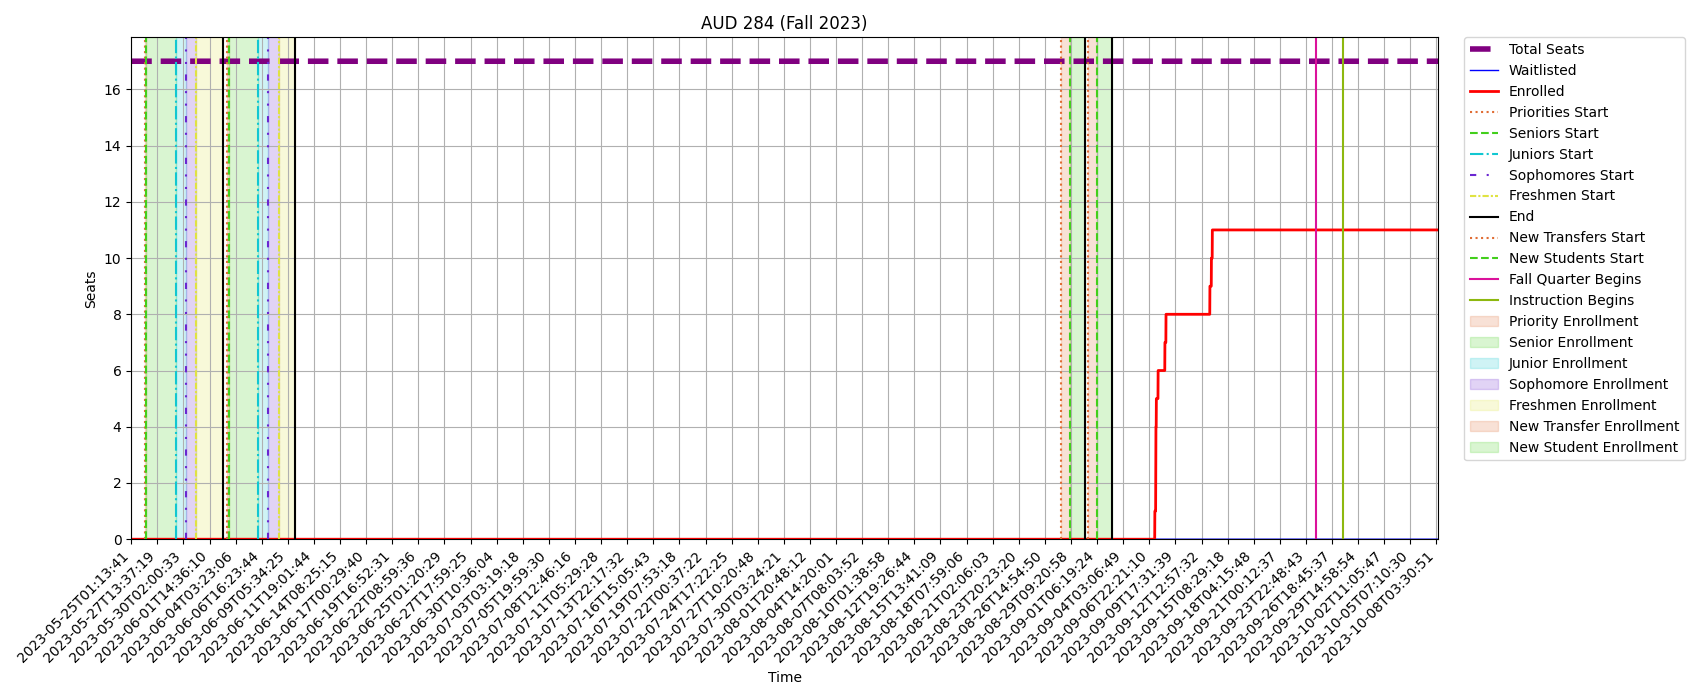 AUD 284 (Fall 2023)
Seats
16
14
12
10
8
6
4
2
0
2023-05-25T01:13:41
2023-05-27T13:37:19
2023-05-30T02:00:33
2023-06-01T14:36:10
2023-06-04T03:23:06
2023-06-06T16:23:44
2023-06-09T05:34:25
2023-06-11T19:01:44
2023-06-14T08:25:15
2023-06-17T00:29:40
2023-06-19T16:52:31
2023-06-22T08:59:36
2023-06-25T01:20:29
2023-06-27T17:59:25
2023-06-30T10:36:04
2023-07-03T03:19:18
2023-07-05T19:59:30
2023-07-08T12:46:16
2023-07-11T05:29:28
2023-07-13T22:17:32
2023-07-16T15:05:43
2023-07-19T07:53:18
2023-07-22T00:37:22
2023-07-24T17:22:25
2023-07-27T10:20:48
2023-07-30T03:24:21
2023-08-01T20:48:12
2023-08-04T14:20:01
2023-08-07T08:03:52
2023-08-10T01:38:58
2023-08-12T19:26:44
2023-08-15T13:41:09
2023-08-18T07:59:06
2023-08-21T02:06:03
2023-08-23T20:23:20
2023-08-26T14:54:50
2023-08-29T09:20:58
2023-09-01T06:19:24
2023-09-04T03:06:49
2023-09-06T22:21:10
2023-09-09T17:31:39
2023-09-12T12:57:32
2023-09-15T08:29:18
2023-09-18T04:15:48
2023-09-21T00:12:37
2023-09-23T22:48:43
2023-09-26T18:45:37
2023-09-29T14:58:54
2023-10-02T11:05:47
2023-10-05T07:10:30
2023-10-08T03:30:51
Time
Total Seats
Waitlisted
Enrolled
Priorities Start
Seniors Start
Juniors Start
Sophomores Start
Freshmen Start
End
New Transfers Start
New Students Start
Fall Quarter Begins
Instruction Begins
Priority Enrollment
Senior Enrollment
Junior Enrollment
Sophomore Enrollment
Freshmen Enrollment
New Transfer Enrollment
New Student Enrollment